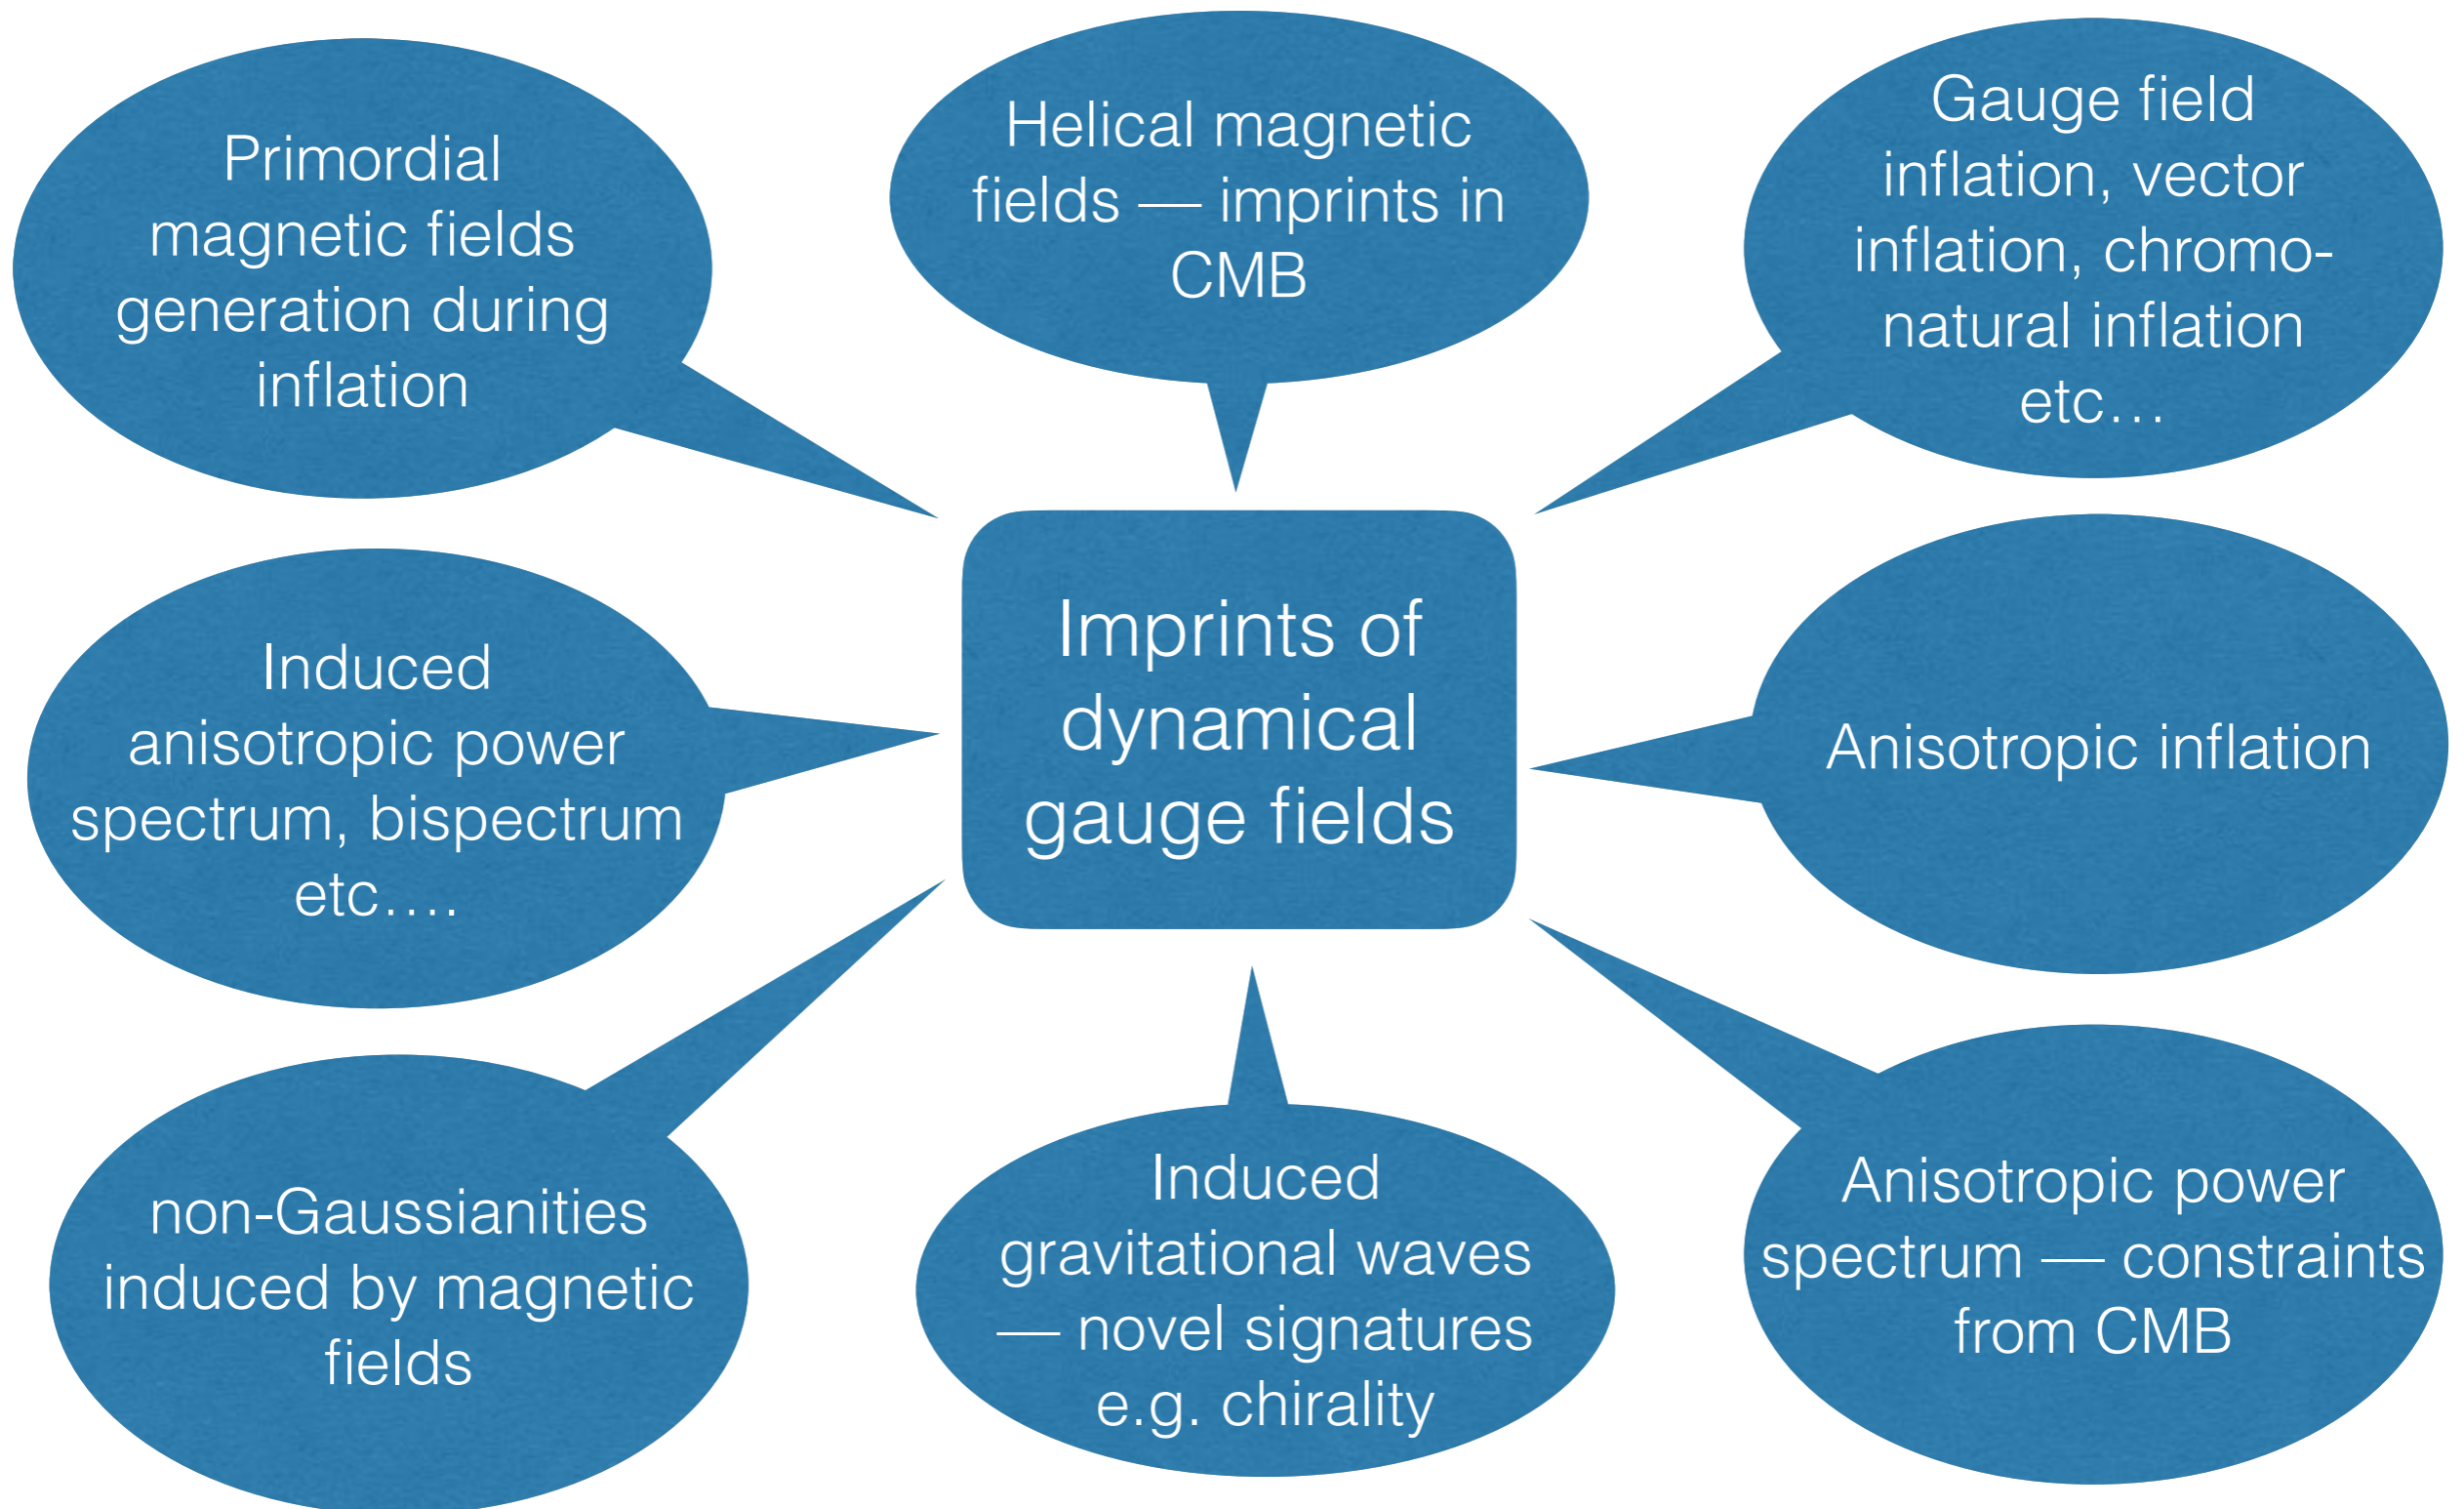 Primordial
magnetic fields
generation during
inflation
Helical magnetic
fields — imprints in
CMB
Gauge field
inflation, vector
inflation, chromo-
natural inflation
etc…
Induced
anisotropic power
spectrum, bispectrum
etc….
Imprints of
dynamical
gauge fields
Anisotropic inflation
non-Gaussianities
induced by magnetic
fields
Induced
gravitational waves
— novel signatures
e.g. chirality
Anisotropic power
spectrum — constraints
from CMB